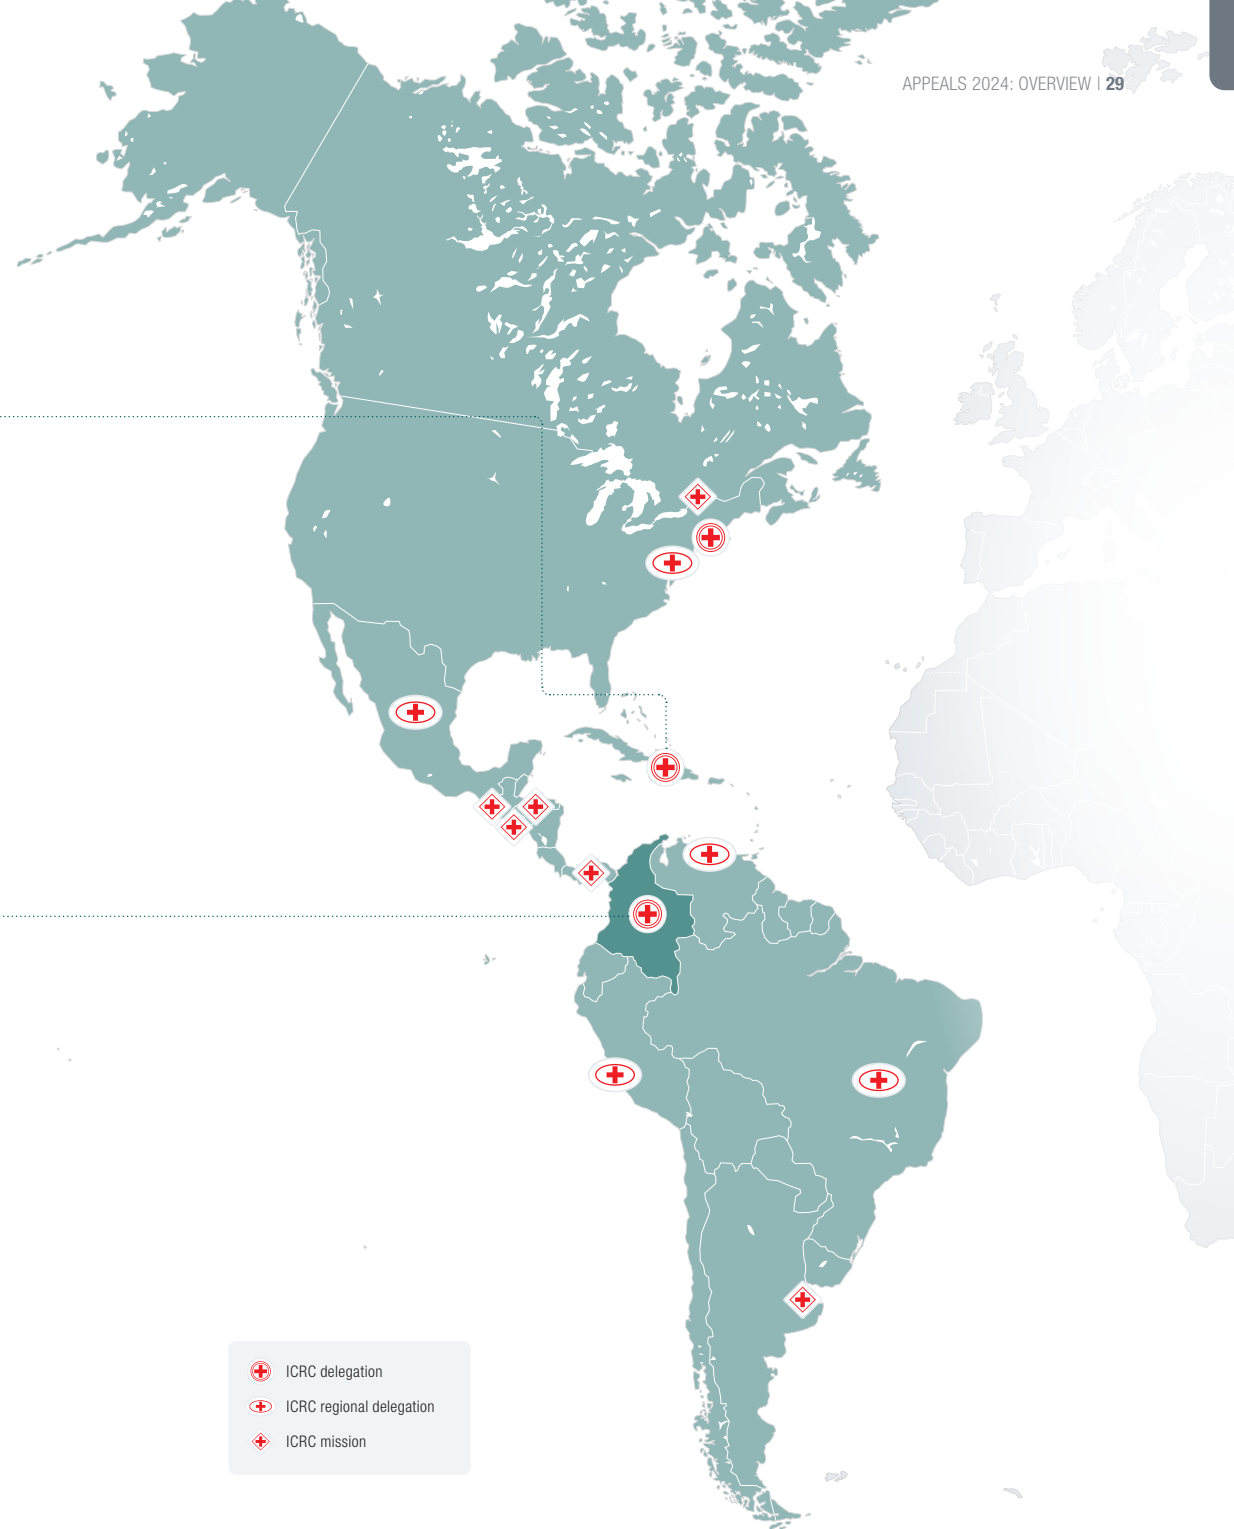 APPEALS 2024: OVERVIEW | 29
ICRC delegation
ICRC regional delegation
ICRC mission